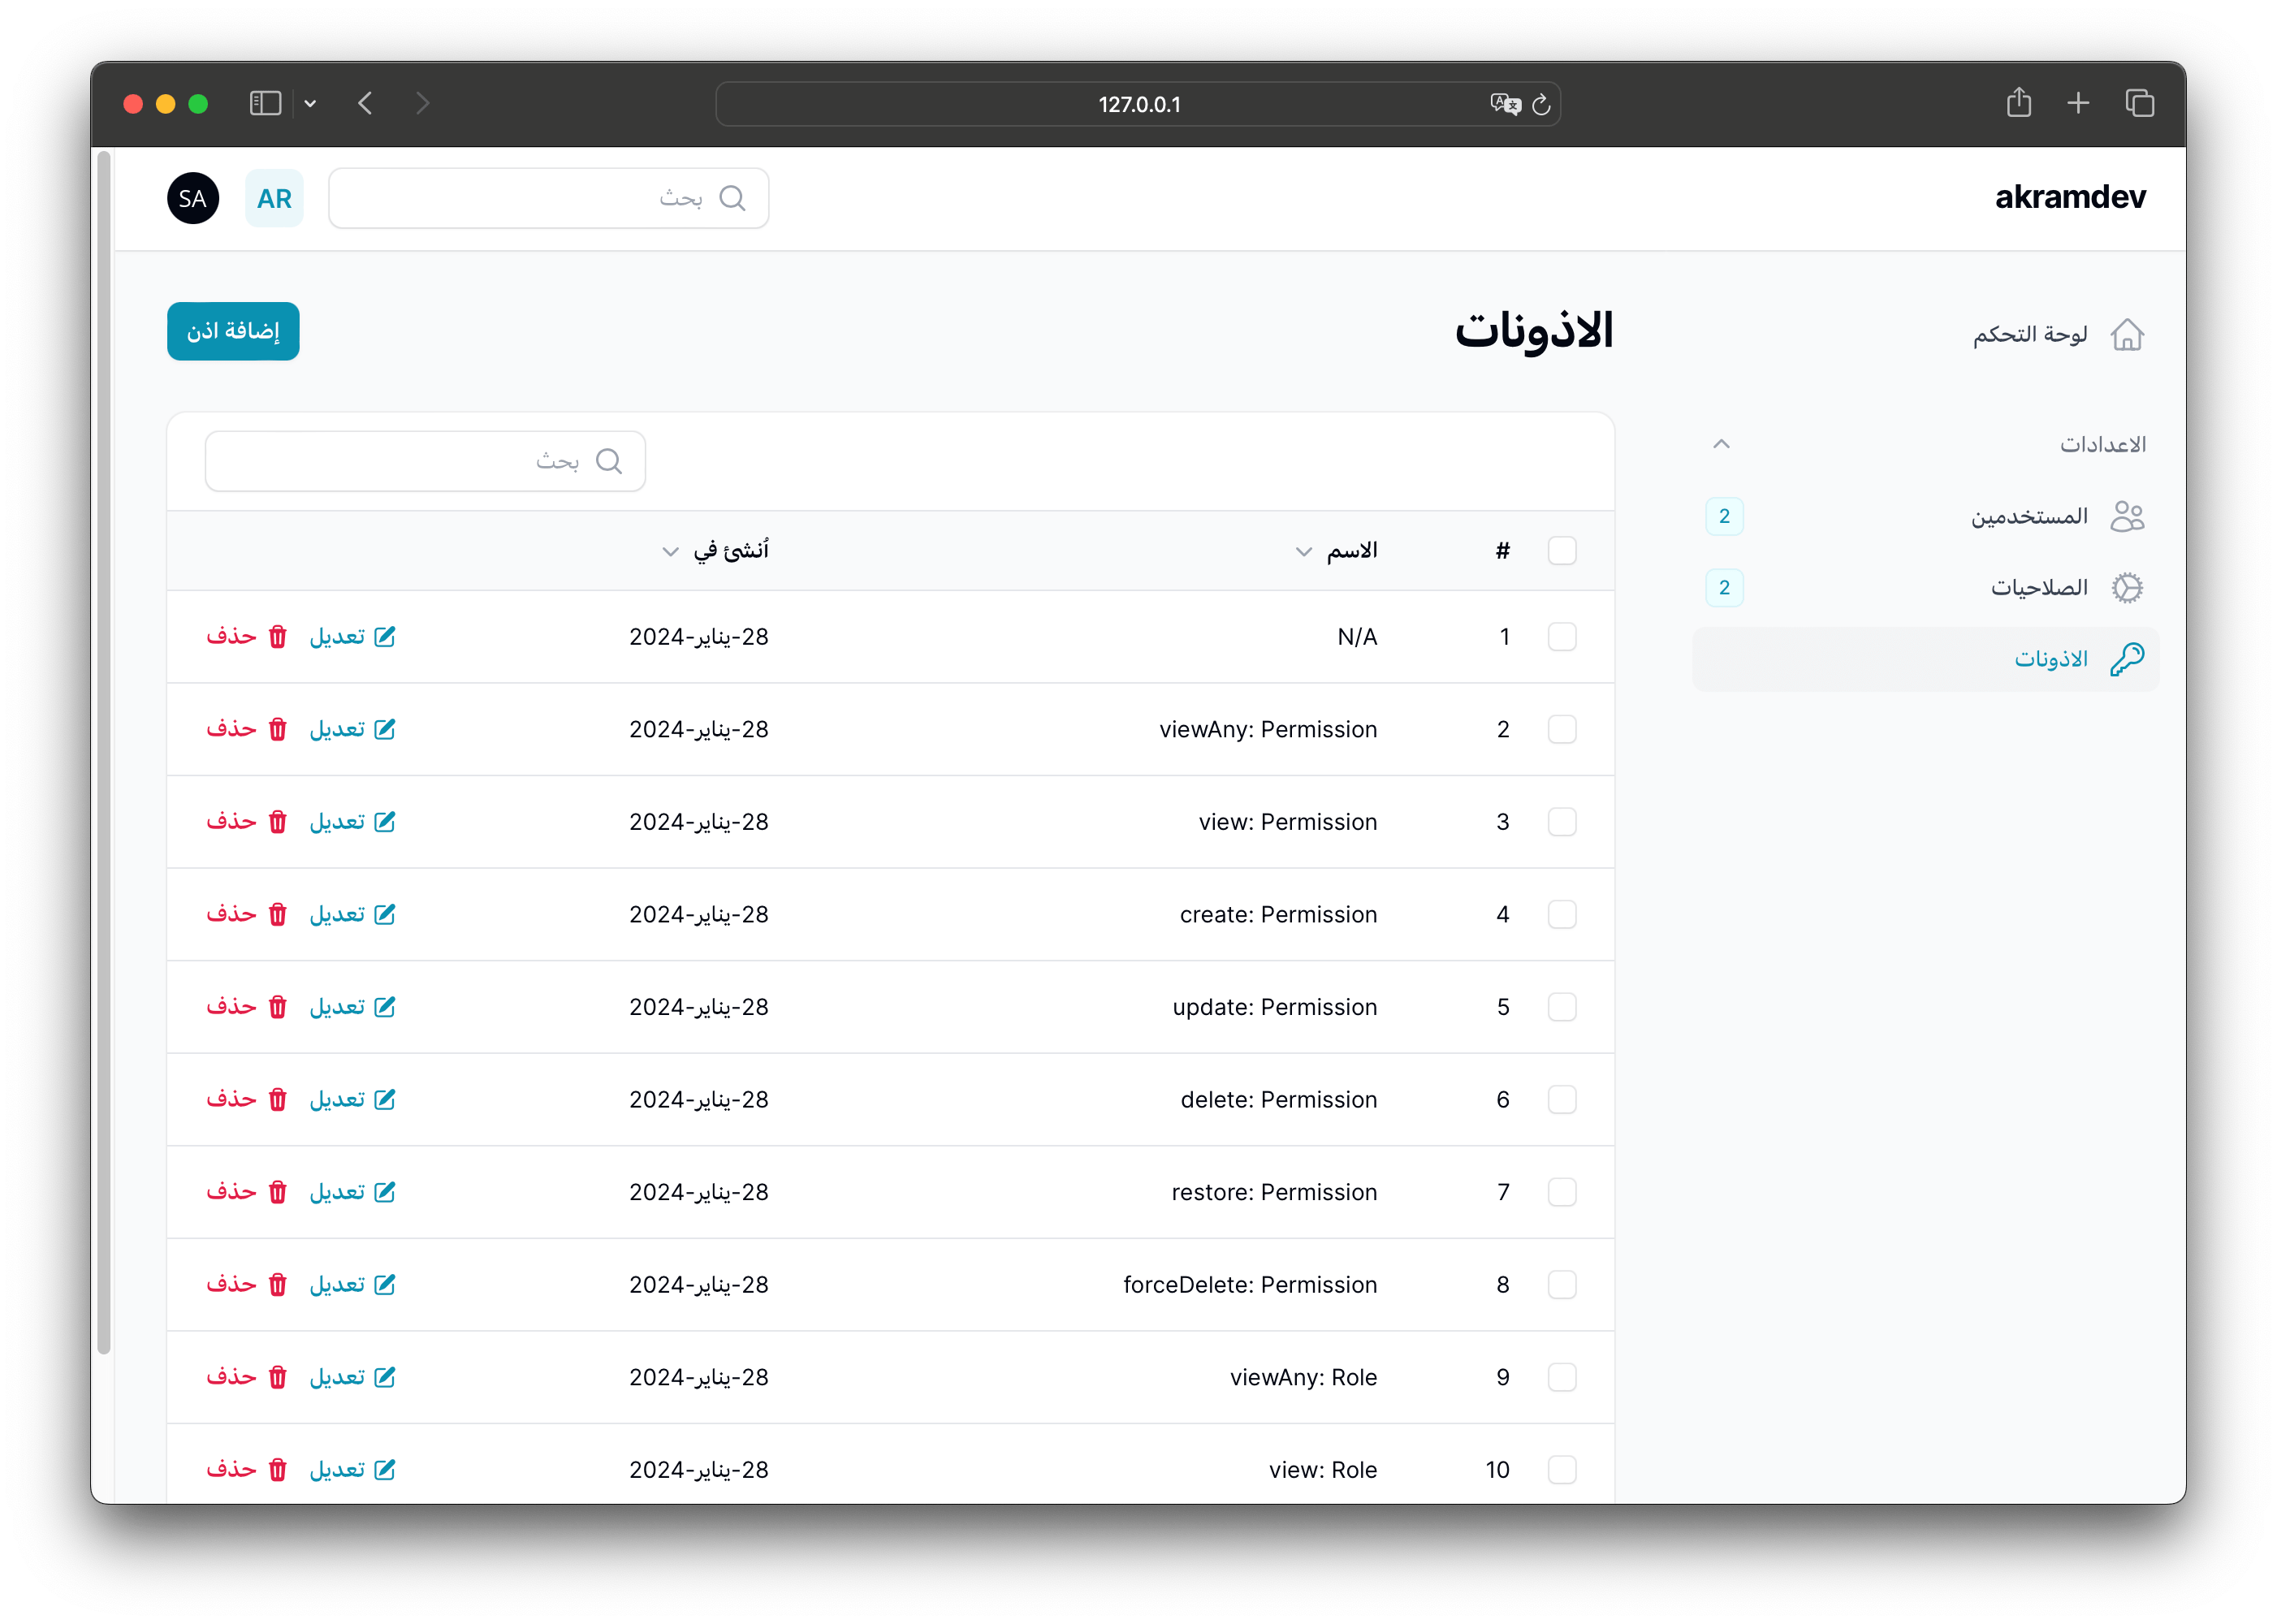 127.0.0.1
akramdev
بحث
AR
SA
لوحة التحكم
الاعدادات
المستخدمين 2
الصلاحيات 2
الاذونات
الاذونات
إضافة اذن
بحث
# الاسم أنشئ في
1 N/A 28-يناير-2024 تعديل حذف
2 viewAny: Permission 28-يناير-2024 تعديل حذف
3 view: Permission 28-يناير-2024 تعديل حذف
4 create: Permission 28-يناير-2024 تعديل حذف
5 update: Permission 28-يناير-2024 تعديل حذف
6 delete: Permission 28-يناير-2024 تعديل حذف
7 restore: Permission 28-يناير-2024 تعديل حذف
8 forceDelete: Permission 28-يناير-2024 تعديل حذف
9 viewAny: Role 28-يناير-2024 تعديل حذف
10 view: Role 28-يناير-2024 تعديل حذف